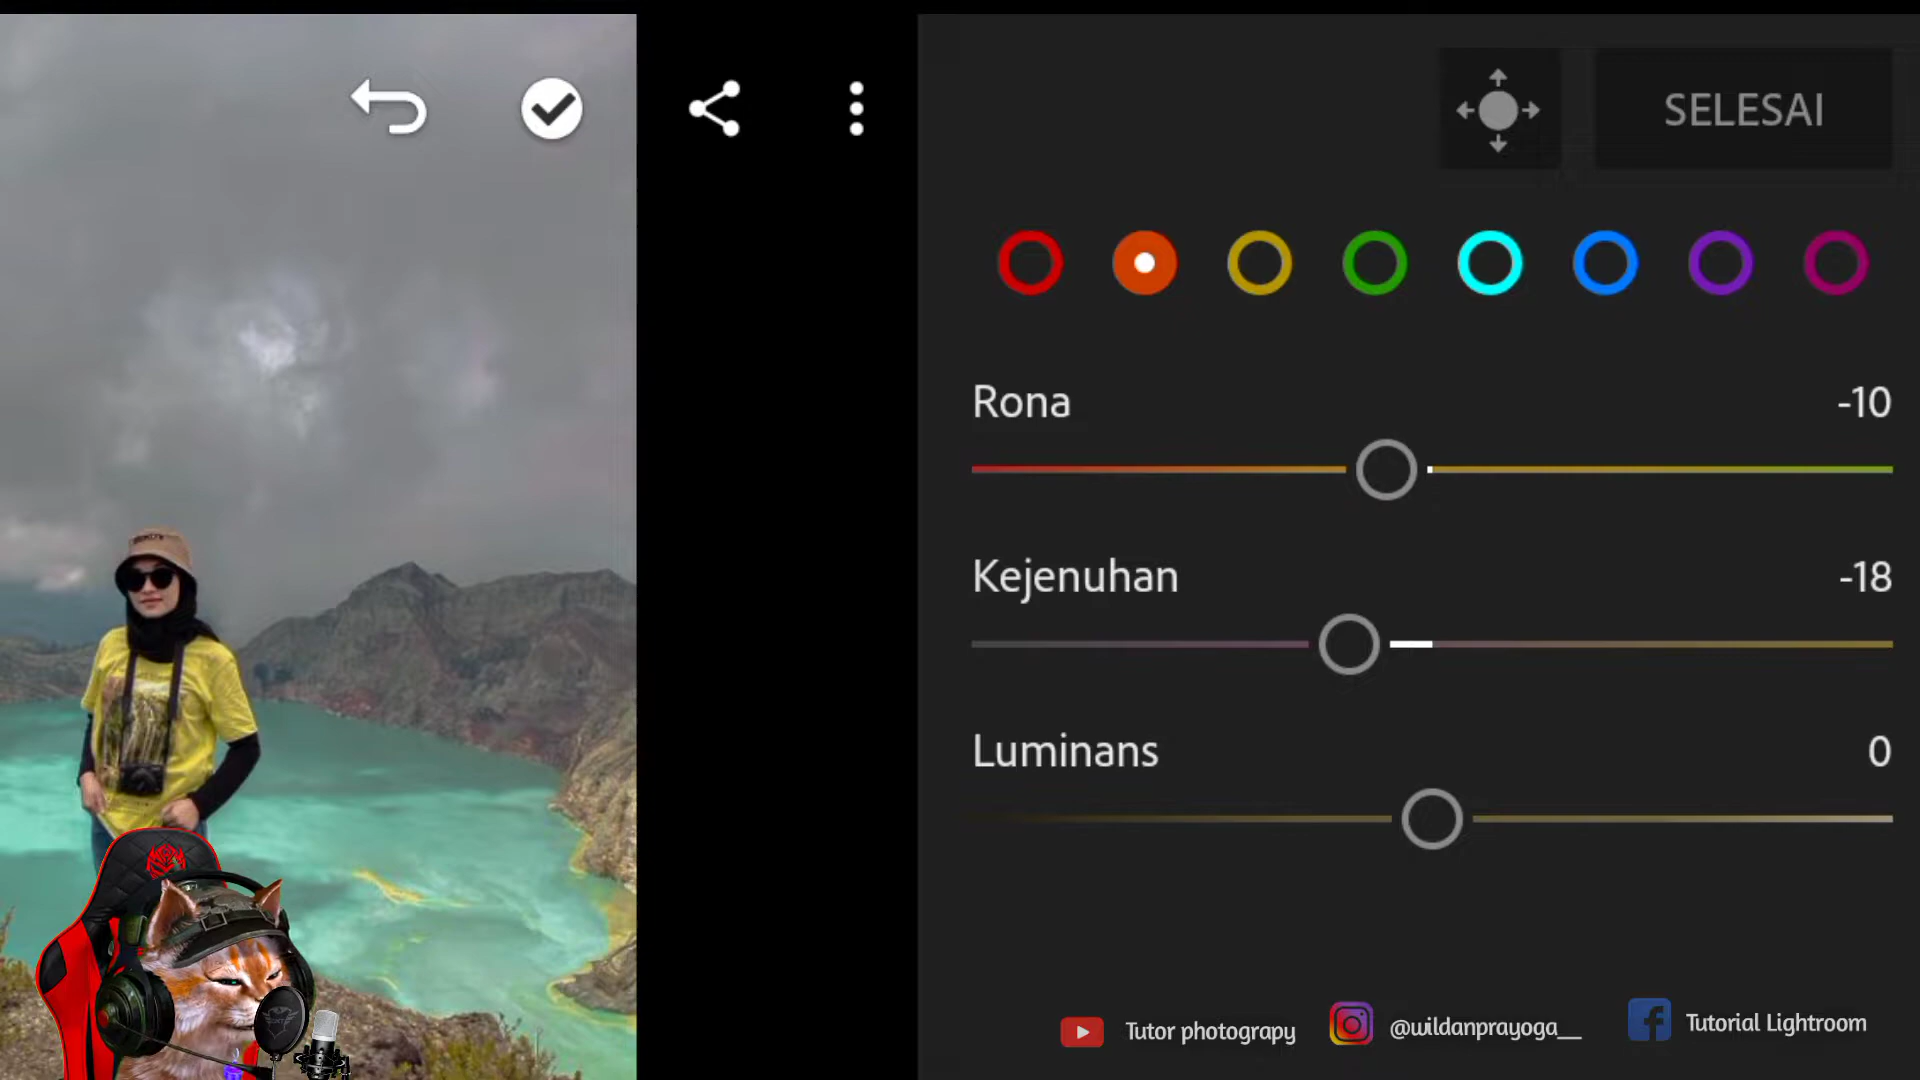 SELESAI
Rona -10
Kejenuhan -18
Luminans 0
Tutor photograpy @wildanprayoga__ Tutorial Lightroom